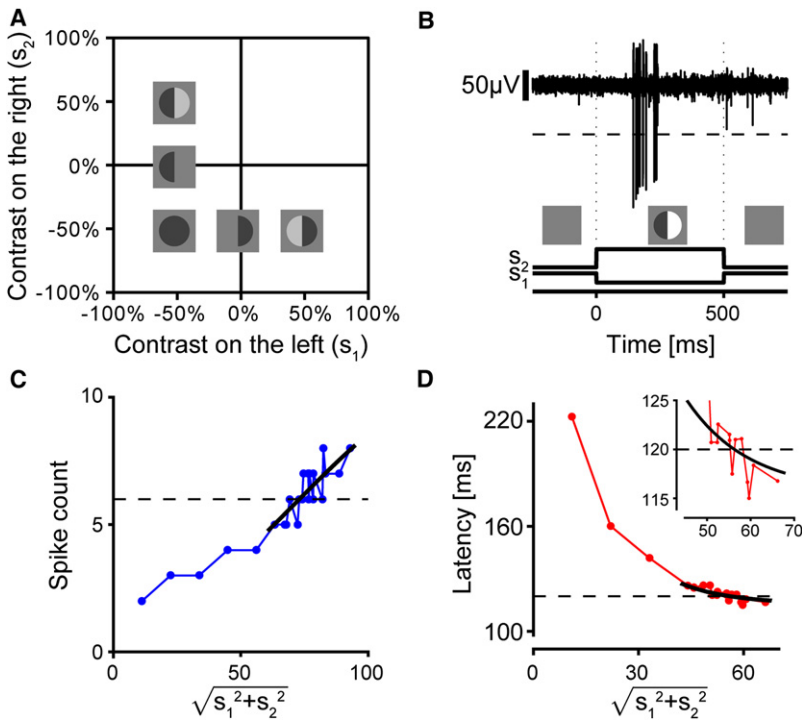 A
Contrast on the right (s2)
100%
50%
0%
-50%
-100%
-100%
-50%
0%
50%
100%
Contrast on the left (s1)
B
50µV
s2
s1
0
500
Time [ms]
C
Spike count
10
5
0
0
50
100
√s1²+s2²
D
Latency [ms]
220
160
100
0
30
60
√s1²+s2²
125
120
115
50
60
70